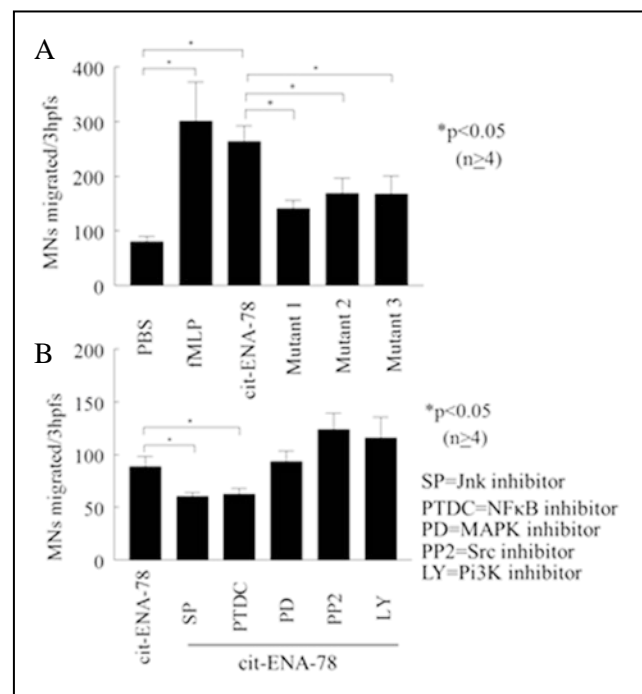 A
MNs migrated/3hpfs
400
300
200
100
0
* * * * *
*p<0.05
(n≥4)
PBS
fMLP
cit-ENA-78
Mutant 1
Mutant 2
Mutant 3
B
MNs migrated/3hpfs
200
150
100
50
0
* *
*p<0.05
(n≥4)
SP=Jnk inhibitor
PTDC=NFκB inhibitor
PD=MAPK inhibitor
PP2=Src inhibitor
LY=Pi3K inhibitor
cit-ENA-78
SP
PTDC
PD
PP2
LY
cit-ENA-78